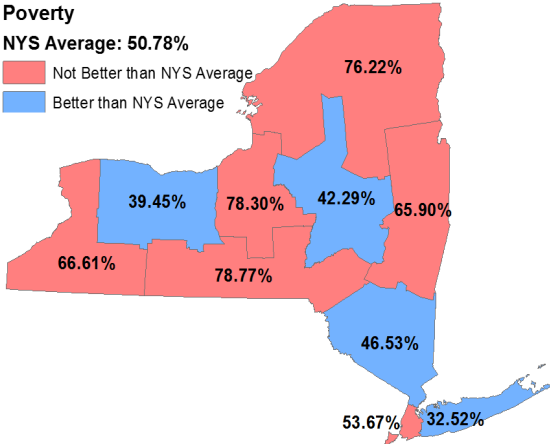 Poverty
NYS Average: 50.78%
Not Better than NYS Average
Better than NYS Average
76.22%
39.45%
78.30%
42.29%
65.90%
66.61%
78.77%
46.53%
53.67%
32.52%